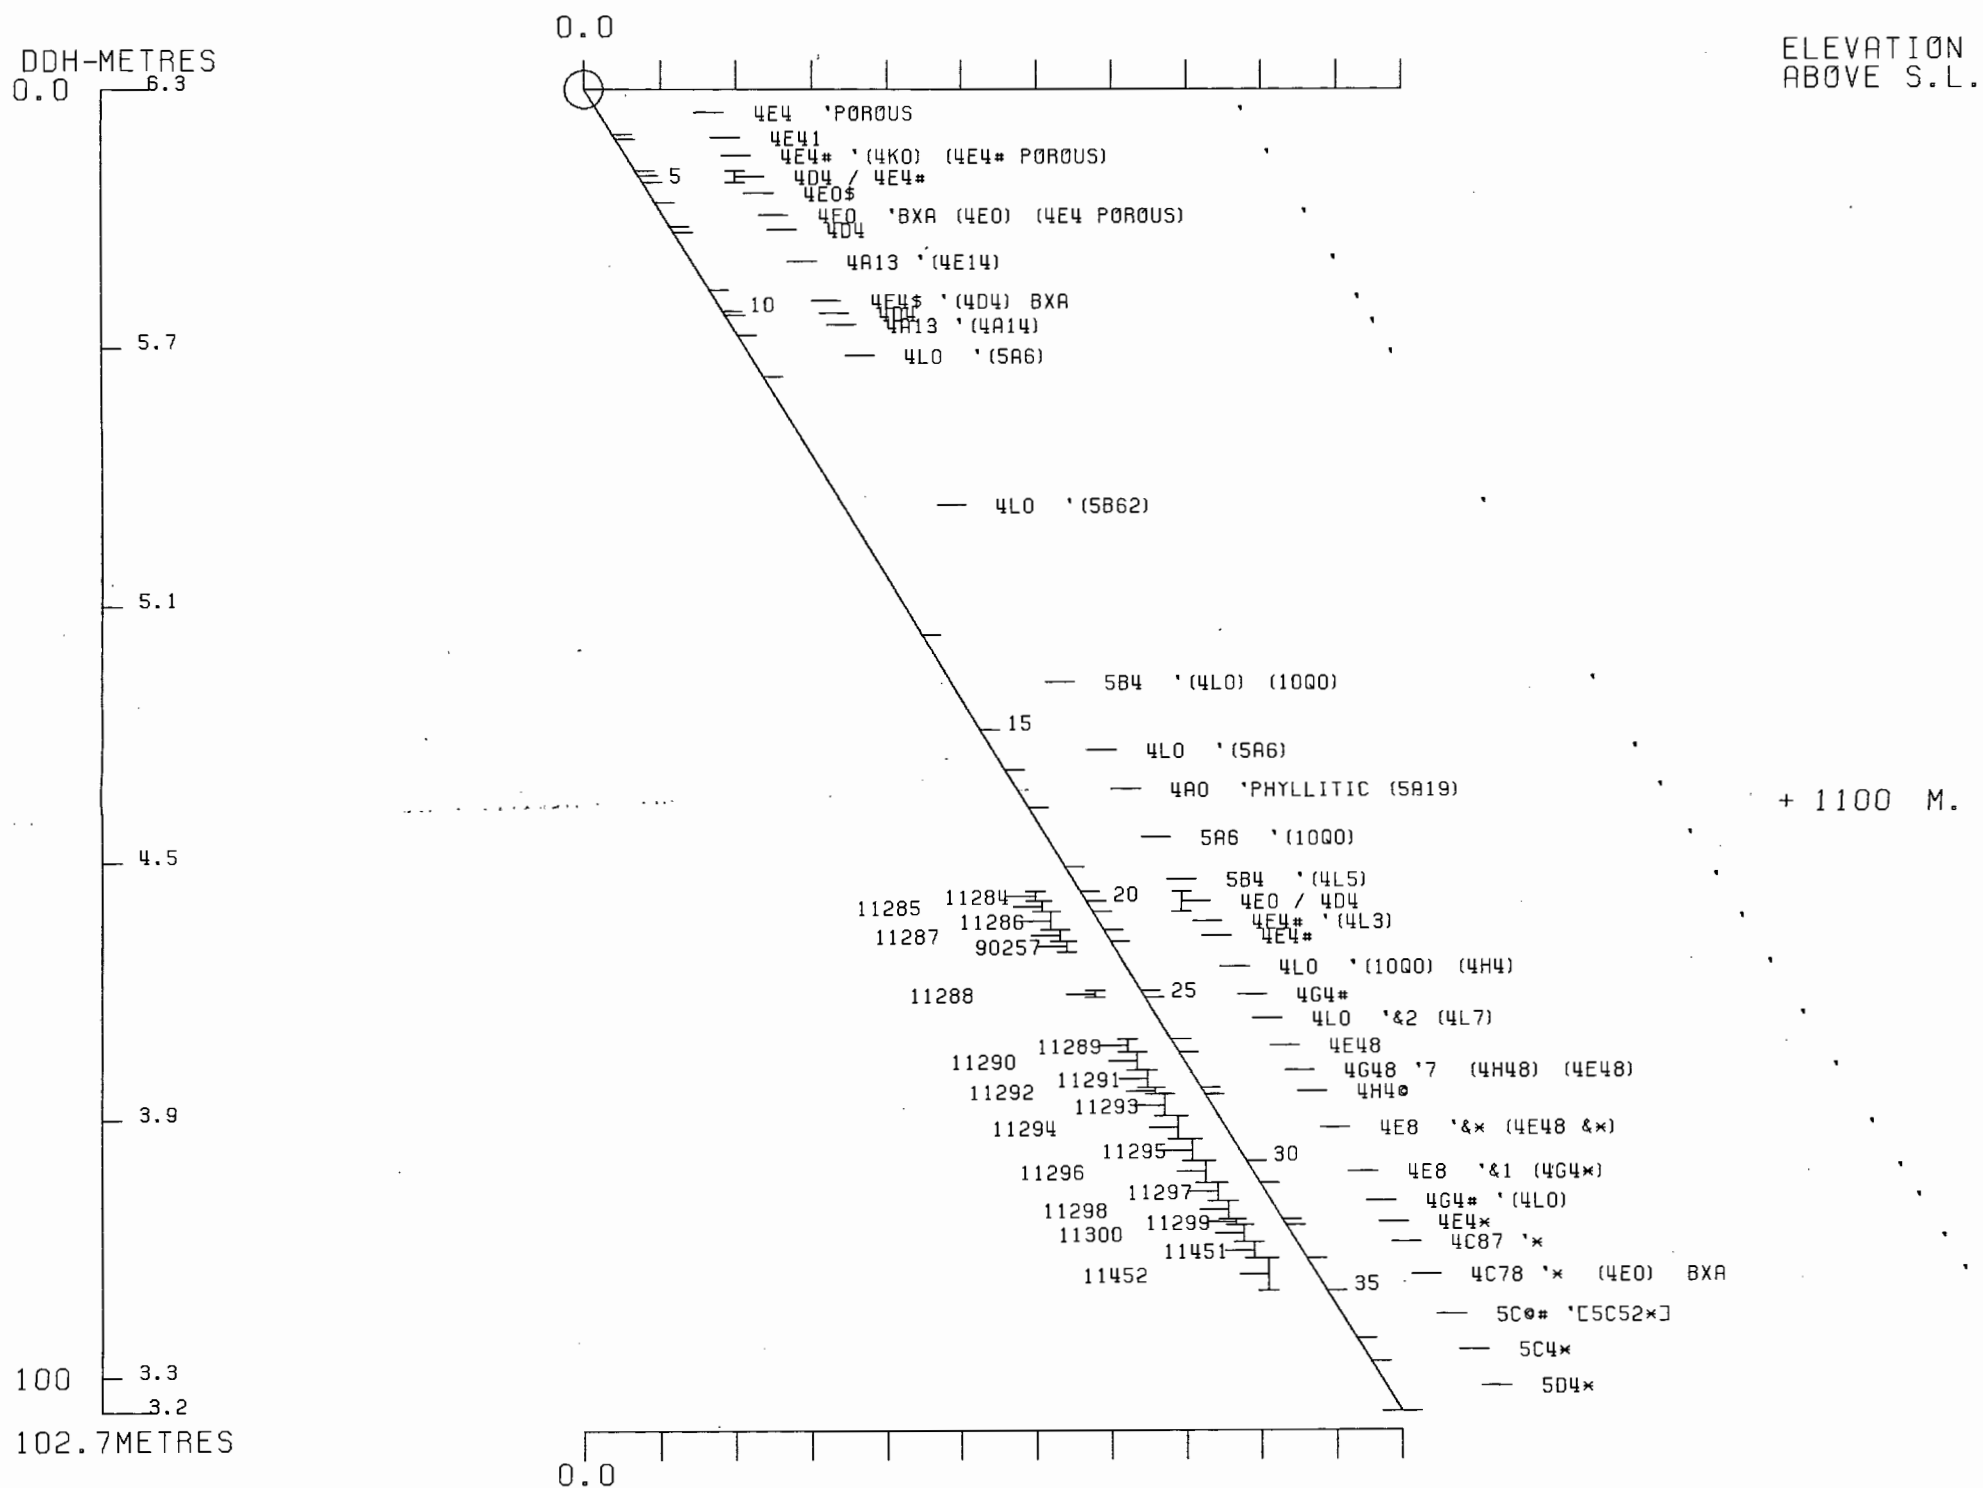 0.0
DDH-METRES
ELEVATION
ABOVE S.L.
0.0 6.3
4E4 'POROUS
4E41
4E4# '(4K0) (4E4# POROUS)
5 4D4 / 4E4#
4E0$
4E0 'BXA (4E0) (4E4 POROUS)
4D4
4A13 '(4E14)
10 4E4$ '(4D4) BXA
4D4
4A13 '(4A14)
5.7
4L0 '(5A6)
4L0 '(5B62)
5.1
5B4 '(4L0) (10Q0)
15
4L0 '(5A6)
4A0 'PHYLLITIC (5A19)
+ 1100 M.
5A6 '(10Q0)
4.5
5B4 '(4L5)
11284 20 4E0 / 4D4
11285
11286 4E4# '(4L3)
11287 4E4#
90257
4L0 '(10Q0) (4H4)
11288 25 4G4#
4L0 '&2 (4L7)
11289 4E48
11290 4G48 '7 (4H48) (4E48)
11291
11292 4H4@
11293
3.9
11294 4E8 '&* (4E48 &*)
11295 30
11296 4E8 '&1 (4G4*)
11297 4G4# '(4L0)
11298
11299 4E4*
11300 4C87 '*
11451
11452 4C78 '* (4E0) BXA
35
5C@# '[5C52*]
5C4*
100 3.3
5D4*
3.2
102.7METRES
0.0